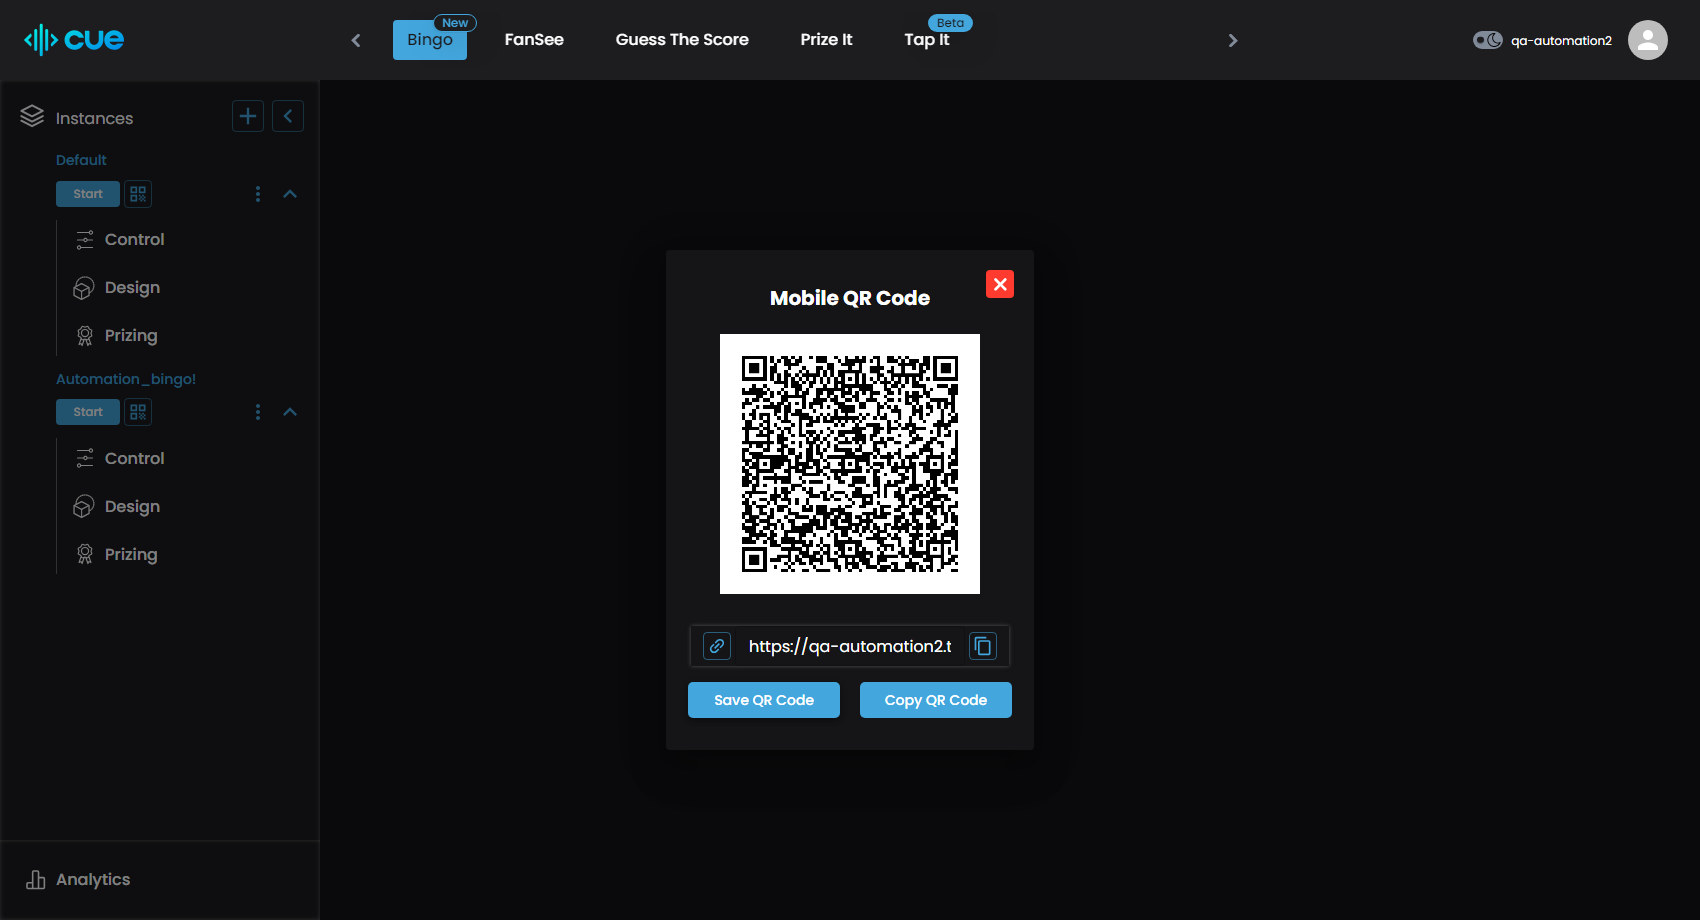 cue
New
Bingo
FanSee
Guess The Score
Prize It
Beta
Tap It
qa-automation2
Instances
Default
Start
Control
Design
Prizing
Automation_bingo!
Start
Control
Design
Prizing
Analytics
Mobile QR Code
https://qa-automation2.t
Save QR Code
Copy QR Code